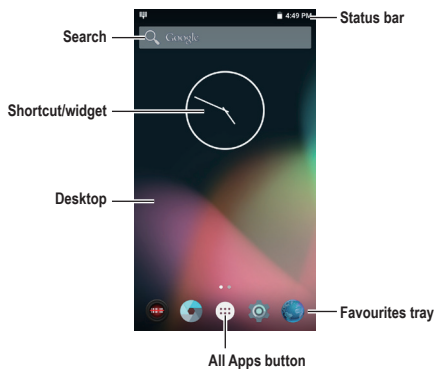 4:49 PM
Status bar
Search
Google
Shortcut/widget
Desktop
Favourites tray
All Apps button